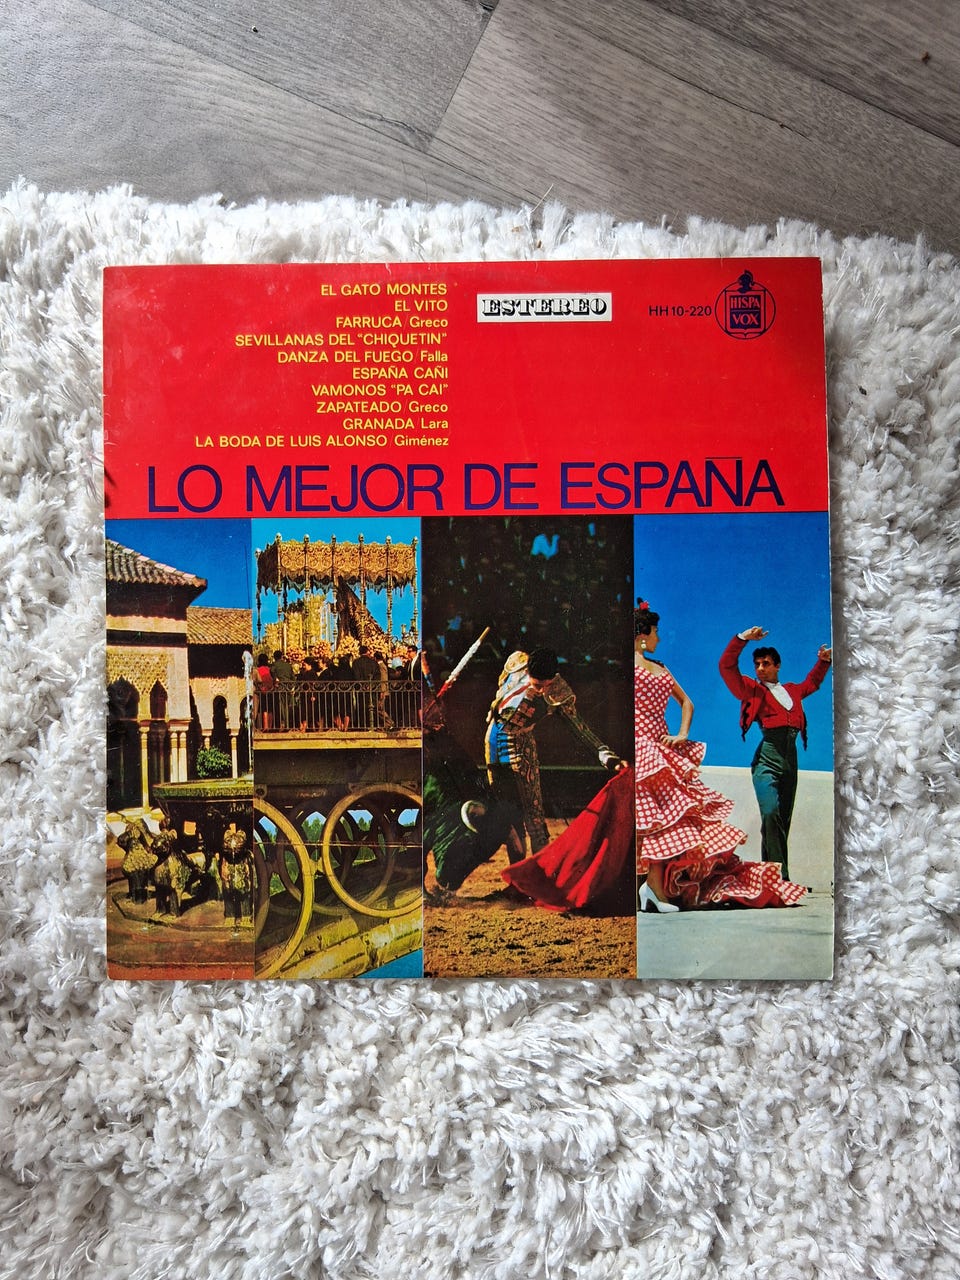 EL GATO MONTES
EL VITO
FARRUCA/Greco
SEVILLANAS DEL "CHIQUETIN"
DANZA DEL FUEGO/Falla
ESPAÑA CAÑI
VAMONOS "PA CAI"
ZAPATEADO/Greco
GRANADA/Lara
LA BODA DE LUIS ALONSO/Giménez
ESTEREO
HH 10-220
HISPA
VOX
LO MEJOR DE ESPAÑA